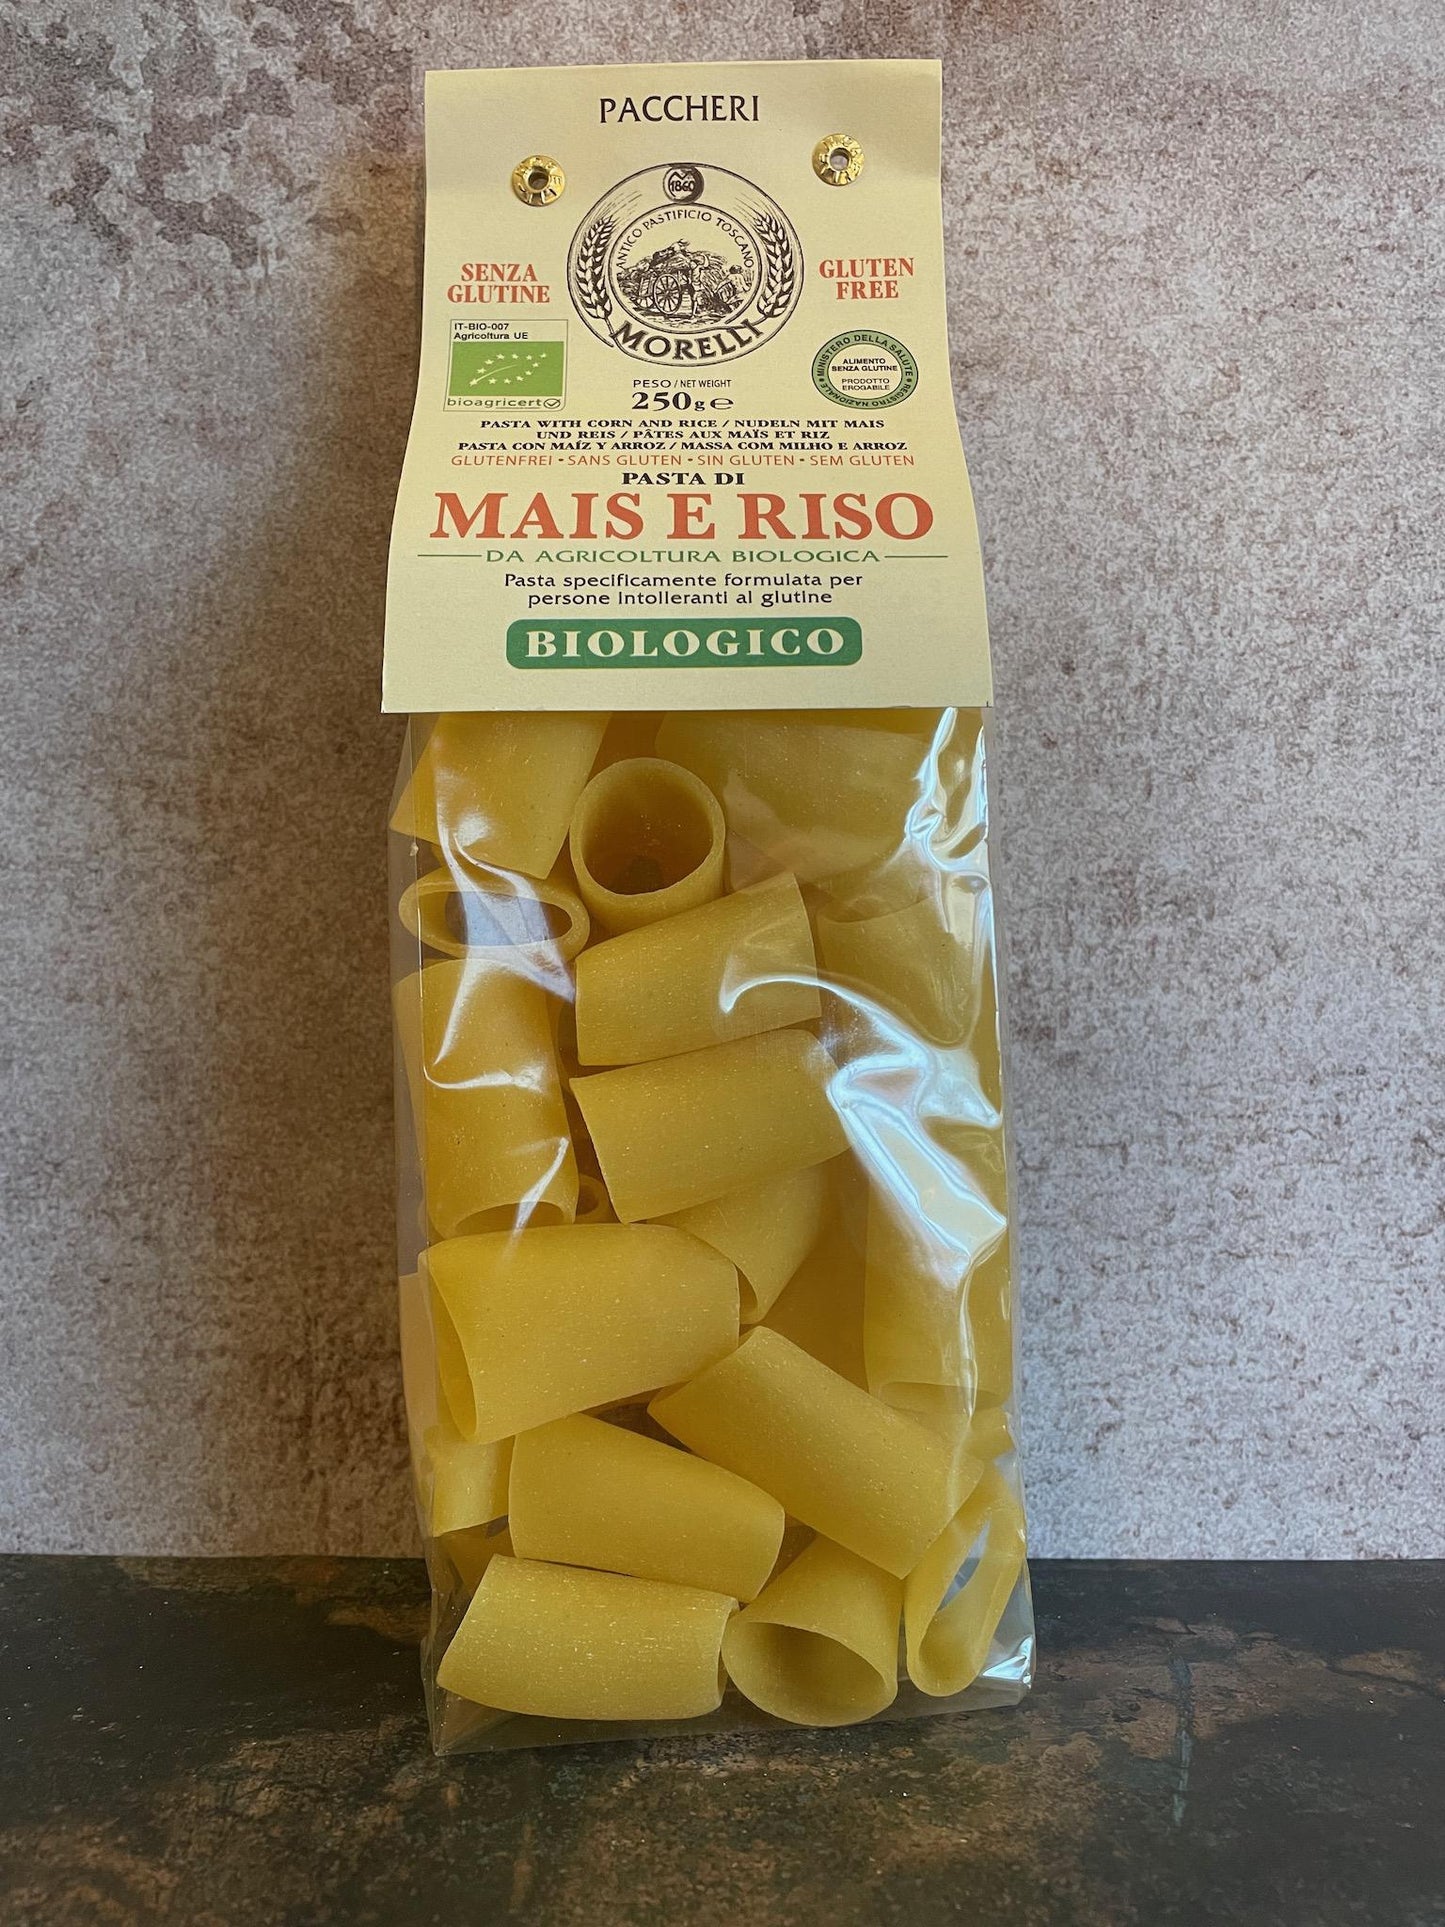 PACCHERI
1860
ANTICO PASTIFICIO TOSCANO
MORELLI
SENZA
GLUTINE
GLUTEN
FREE
IT-BIO-007
Agricoltura UE
bioagricert
MINISTERO DELLA SALUTE
REGISTRO NAZIONALE
ALIMENTO
SENZA GLUTINE
PRODOTTO
EROGABILE
PESO / NET WEIGHT
250g e
PASTA WITH CORN AND RICE / NUDELN MIT MAIS
UND REIS / PÂTES AUX MAÏS ET RIZ
PASTA CON MAÍZ Y ARROZ / MASSA COM MILHO E ARROZ
GLUTENFREI • SANS GLUTEN • SIN GLUTEN • SEM GLUTEN
PASTA DI
MAIS E RISO
DA AGRICOLTURA BIOLOGICA
Pasta specificamente formulata per
persone intolleranti al glutine
BIOLOGICO